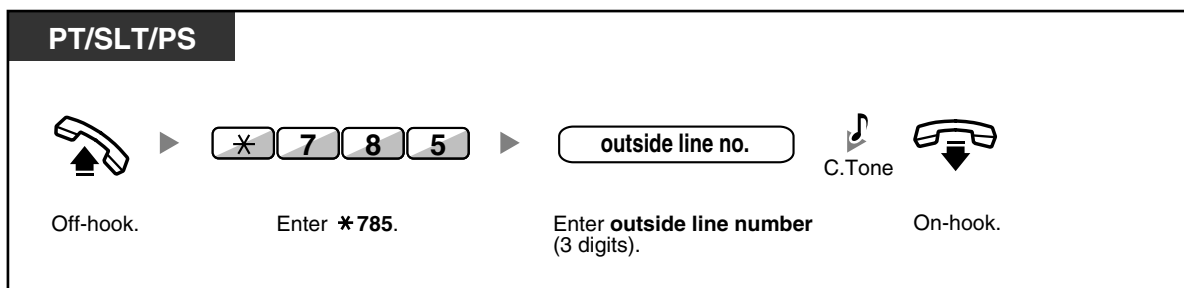 PT/SLT/PS
* 7 8 5
outside line no.
C.Tone
Off-hook.
Enter *785.
Enter outside line number
(3 digits).
On-hook.